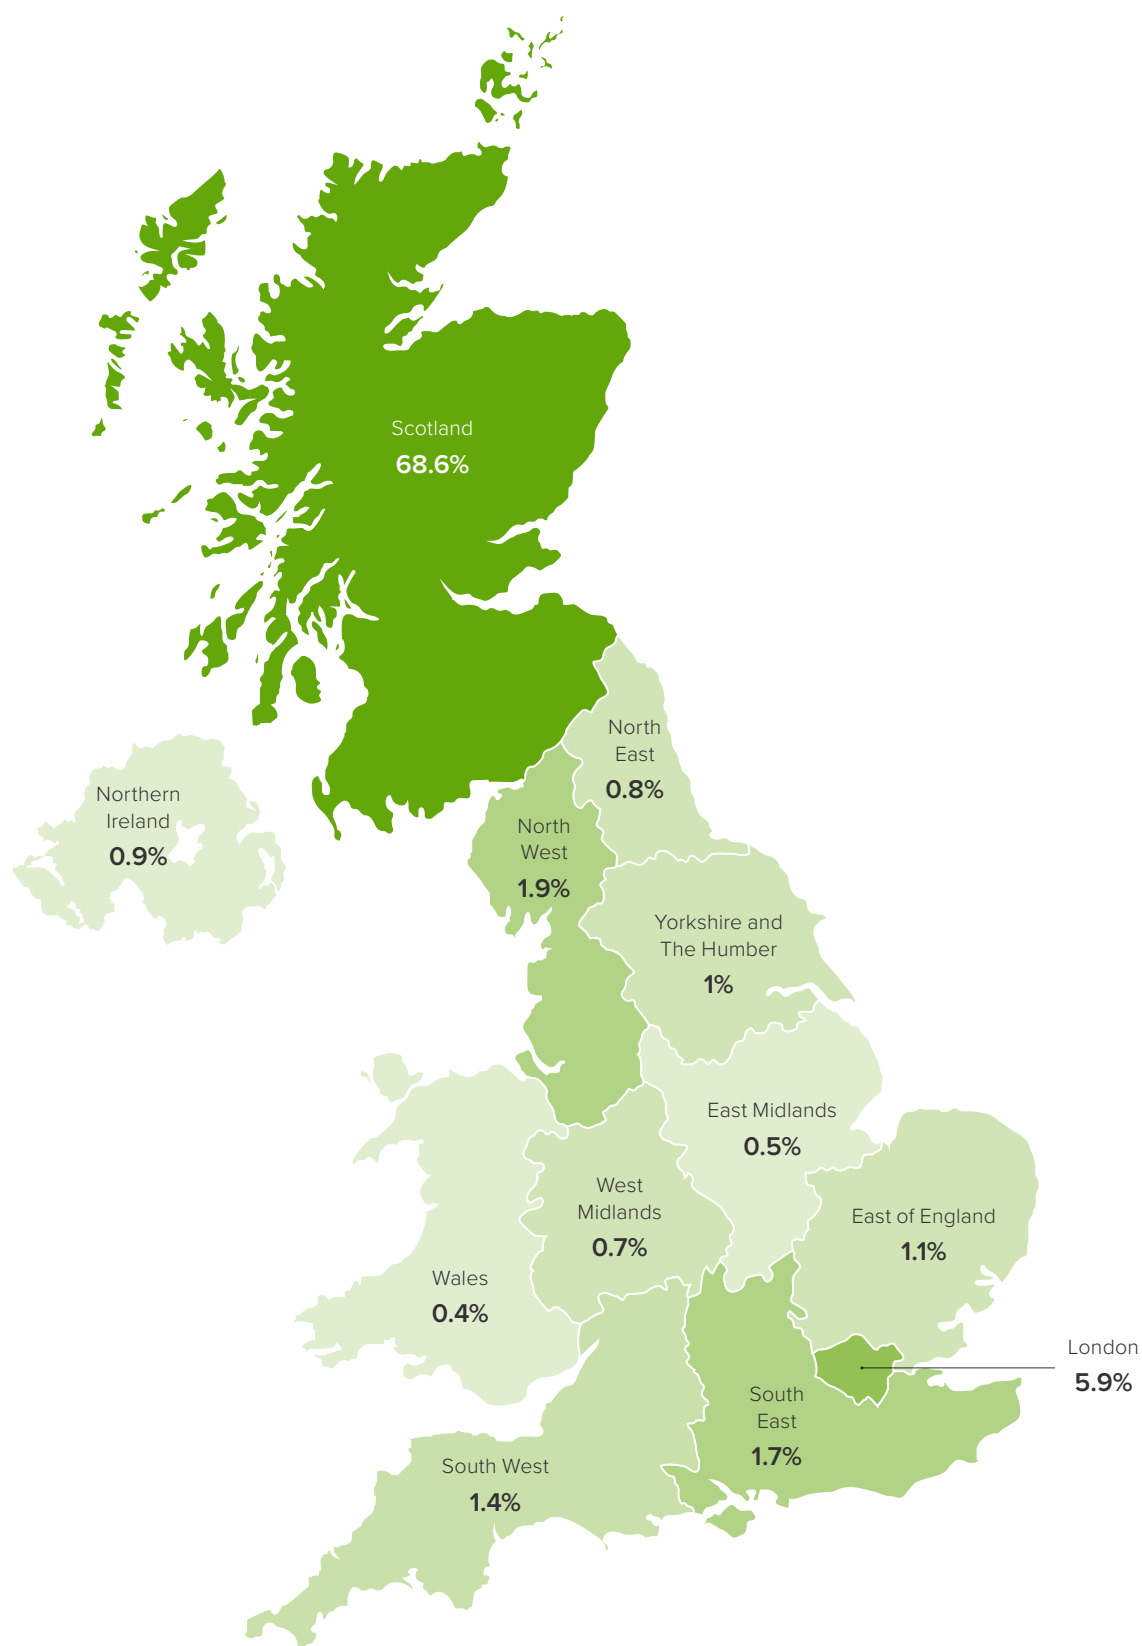 Scotland
68.6%
North
East
0.8%
Northern
Ireland
0.9%
North
West
1.9%
Yorkshire and
The Humber
1%
East Midlands
0.5%
West
Midlands
0.7%
East of England
1.1%
Wales
0.4%
London
5.9%
South
East
1.7%
South West
1.4%